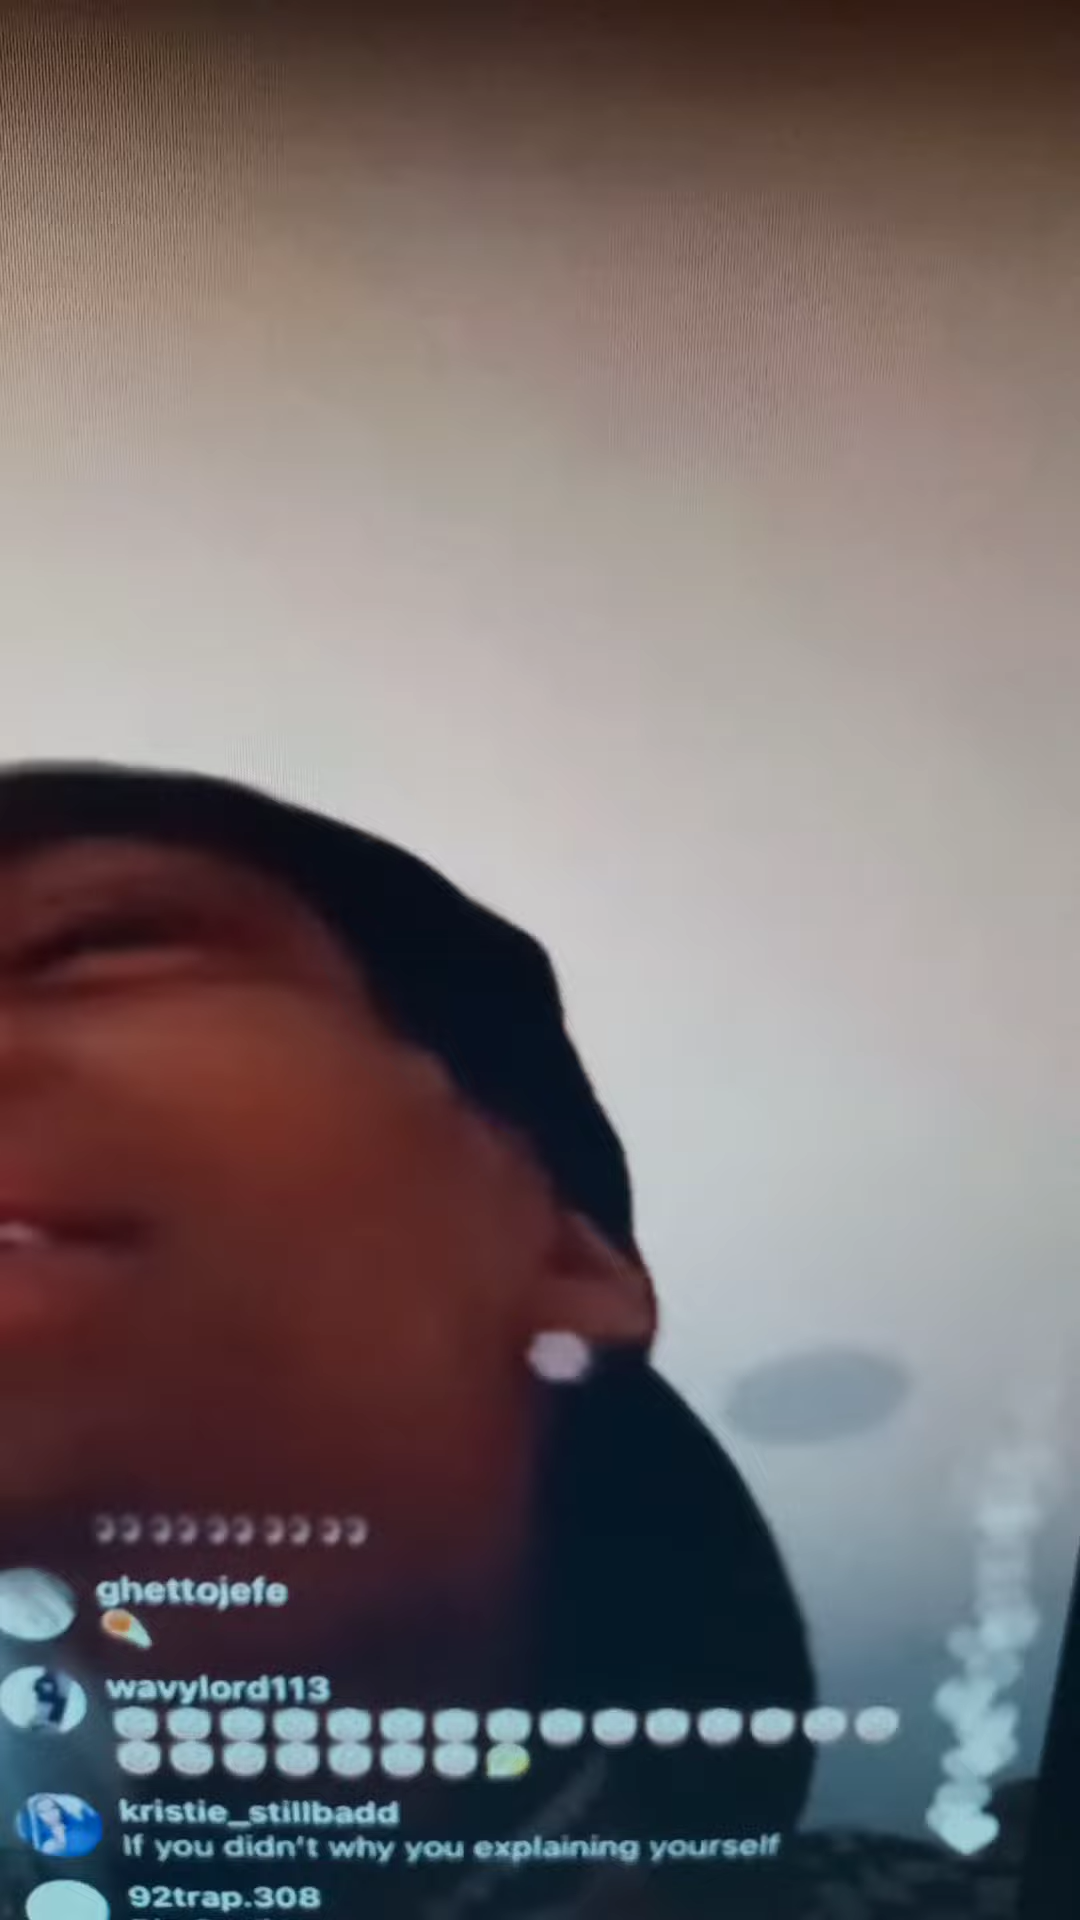 ghettojefe
wavylord113
kristie_stillbadd
If you didn't why you explaining yourself
92trap.308